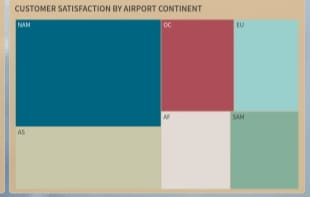 CUSTOMER SATISFACTION BY AIRPORT CONTINENT
NAM
OC
EU
AS
AF
SAM